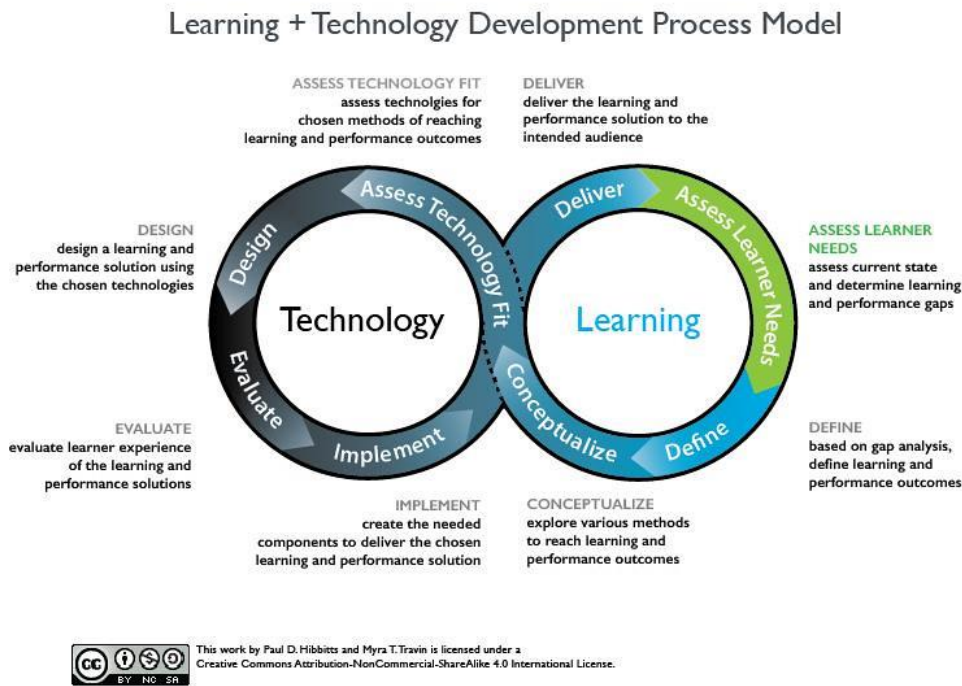 Learning + Technology Development Process Model
ASSESS TECHNOLOGY FIT
assess technolgies for
chosen methods of reaching
learning and performance outcomes
DELIVER
deliver the learning and
performance solution to the
intended audience
DESIGN
design a learning and
performance solution using
the chosen technologies
Design
Assess Technology Fit
Deliver
Assess Learner Needs
ASSESS LEARNER
NEEDS
assess current state
and determine learning
and performance gaps
Technology
Learning
Evaluate
Implement
Conceptualize
Define
EVALUATE
evaluate learner experience
of the learning and
performance solutions
DEFINE
based on gap analysis,
define learning and
performance outcomes
IMPLEMENT
create the needed
components to deliver the chosen
learning and performance solution
CONCEPTUALIZE
explore various methods
to reach learning and
performance outcomes
cc
BY NC SA
This work by Paul D. Hibbitts and Myra T. Travin is licensed under a
Creative Commons Attribution-NonCommercial-ShareAlike 4.0 International License.